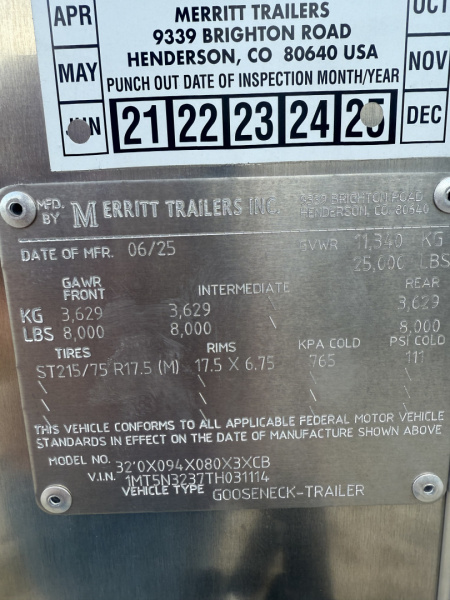 MERRITT TRAILERS
9339 BRIGHTON ROAD
HENDERSON, CO 80640 USA
PUNCH OUT DATE OF INSPECTION MONTH/YEAR
APR
MAY
JUN
21 22 23 24 25
OCT
NOV
DEC
MFD. BY MERRITT TRAILERS INC. 9339 BRIGHTON ROAD
HENDERSON, CO. 80640
DATE OF MFR. 06/25 GVWR 11,340 KG
25,000 LBS
GAWR
FRONT INTERMEDIATE REAR
KG 3,629 3,629 3,629
LBS 8,000 8,000 8,000
TIRES RIMS KPA COLD PSI COLD
ST215/75 R17.5 (M) 17.5 X 6.75 765 111
\ \ \ \
\ \ \ \
\ \ \ \
THIS VEHICLE CONFORMS TO ALL APPLICABLE FEDERAL MOTOR VEHICLE
STANDARDS IN EFFECT ON THE DATE OF MANUFACTURE SHOWN ABOVE
MODEL NO. 32'0X094X080X3XCB
V.I.N. 1MT5N3237TH031114
VEHICLE TYPE GOOSENECK-TRAILER